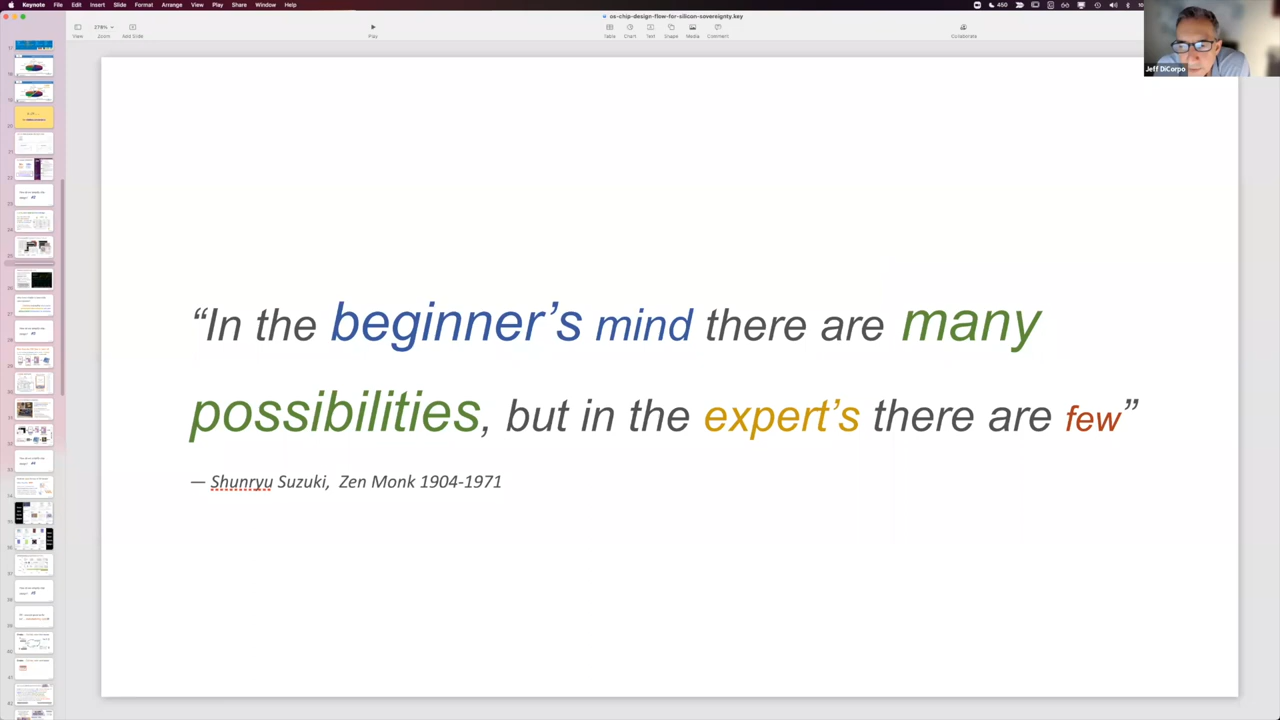 Keynote File Edit Insert Slide Format Arrange View Play Share Window Help
450
os-chip-design-flow-for-silicon-sovereignty.key
278%
View Zoom Add Slide Play Table Chart Text Shape Media Comment Collaborate
Jeff DiCorpo
“In the beginner’s mind there are many
possibilities, but in the expert’s there are few”
— Shunryu Suzuki, Zen Monk 1904-1971